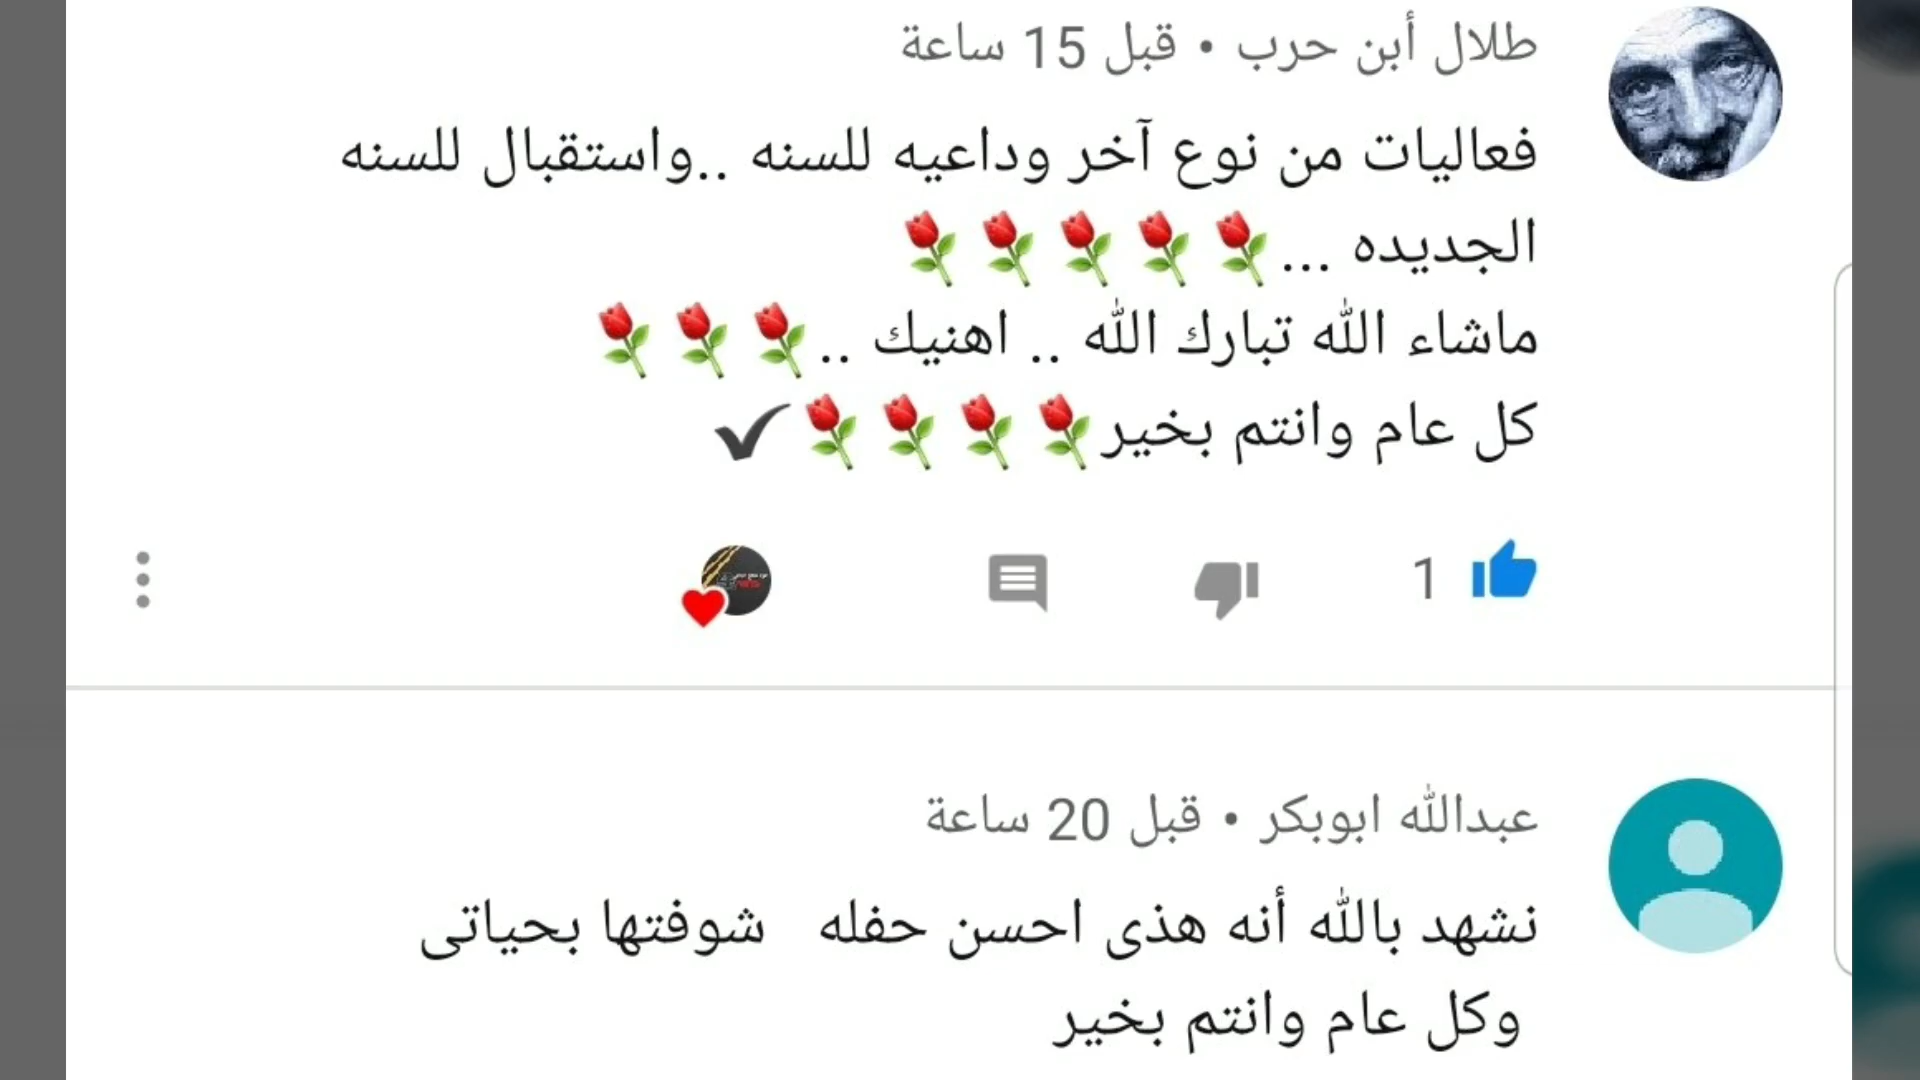 طلال أبن حرب • قبل 15 ساعة
فعاليات من نوع آخر وداعيه للسنه ..واستقبال للسنه
الجديده ...🌹🌹🌹🌹🌹
ماشاء الله تبارك الله .. اهنيك ..🌹🌹🌹
كل عام وانتم بخير🌹🌹🌹🌹✔
1
عبدالله ابوبكر • قبل 20 ساعة
نشهد بالله أنه هذى احسن حفله شوفتها بحياتى
وكل عام وانتم بخير